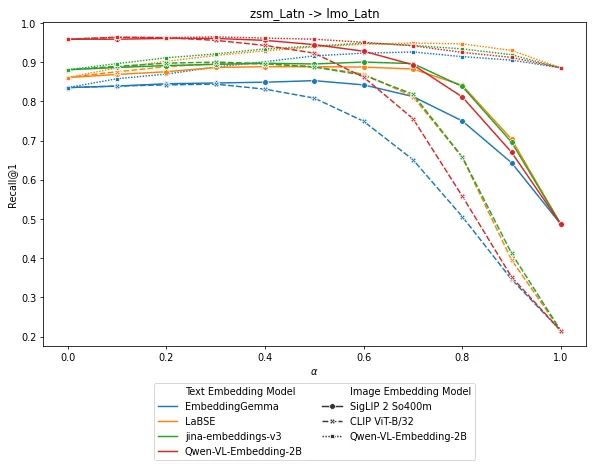 zsm_Latn -> lmo_Latn
1.0
0.9
0.8
0.7
0.6
0.5
0.4
0.3
0.2
Recall@1
0.0 0.2 0.4 0.6 0.8 1.0
α
Text Embedding Model Image Embedding Model
EmbeddingGemma SigLIP 2 So400m
LaBSE CLIP ViT-B/32
jina-embeddings-v3 Qwen-VL-Embedding-2B
Qwen-VL-Embedding-2B